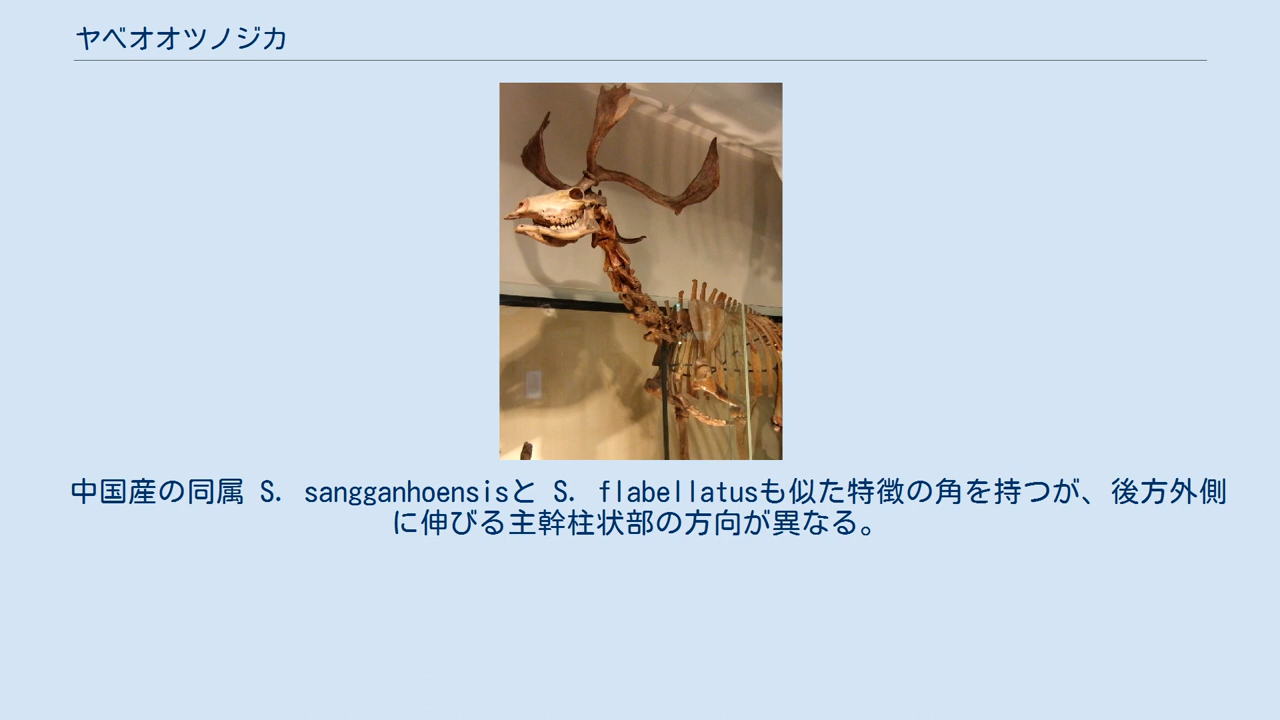 ヤベオオツノジカ
中国産の同属 S. sangganhoensisと S. flabellatusも似た特徴の角を持つが、後方外側
に伸びる主幹柱状部の方向が異なる。